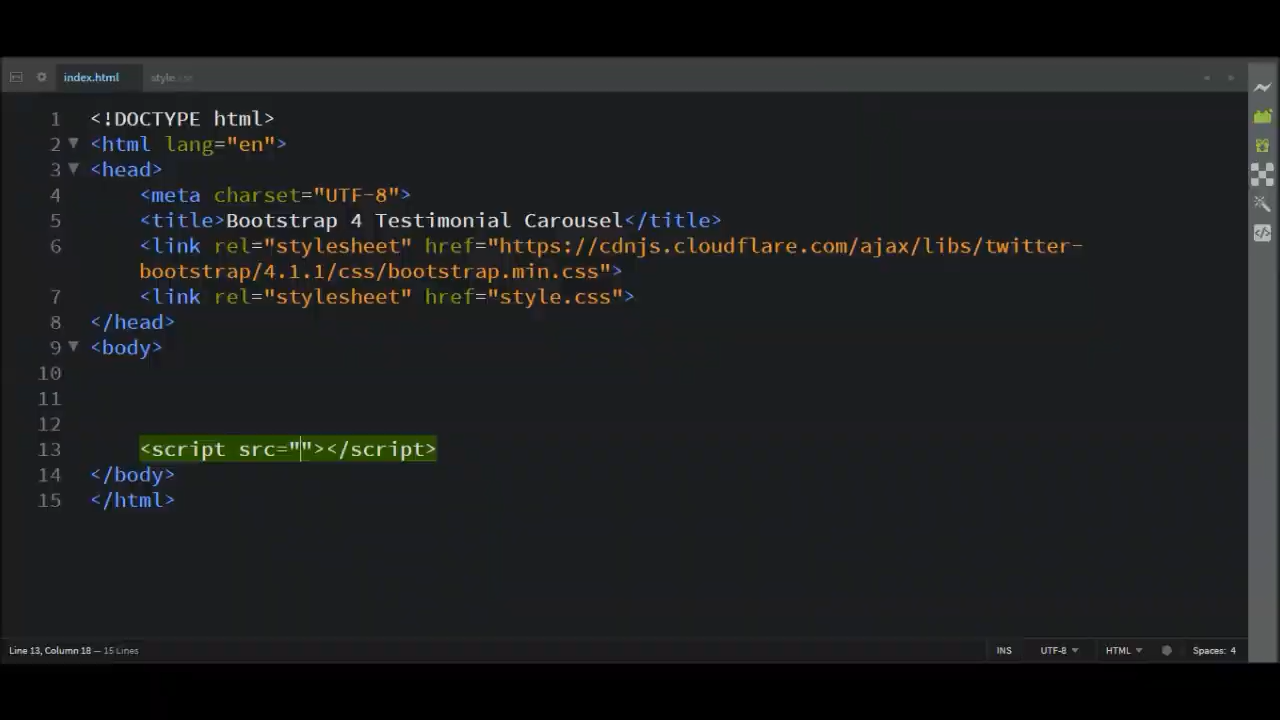 index.html style.css
1 <!DOCTYPE html>
2 <html lang="en">
3 <head>
4 <meta charset="UTF-8">
5 <title>Bootstrap 4 Testimonial Carousel</title>
6 <link rel="stylesheet" href="https://cdnjs.cloudflare.com/ajax/libs/twitter-
bootstrap/4.1.1/css/bootstrap.min.css">
7 <link rel="stylesheet" href="style.css">
8 </head>
9 <body>
10
11
12
13 <script src=""></script>
14 </body>
15 </html>
Line 13, Column 18 — 15 Lines INS UTF-8 HTML Spaces: 4